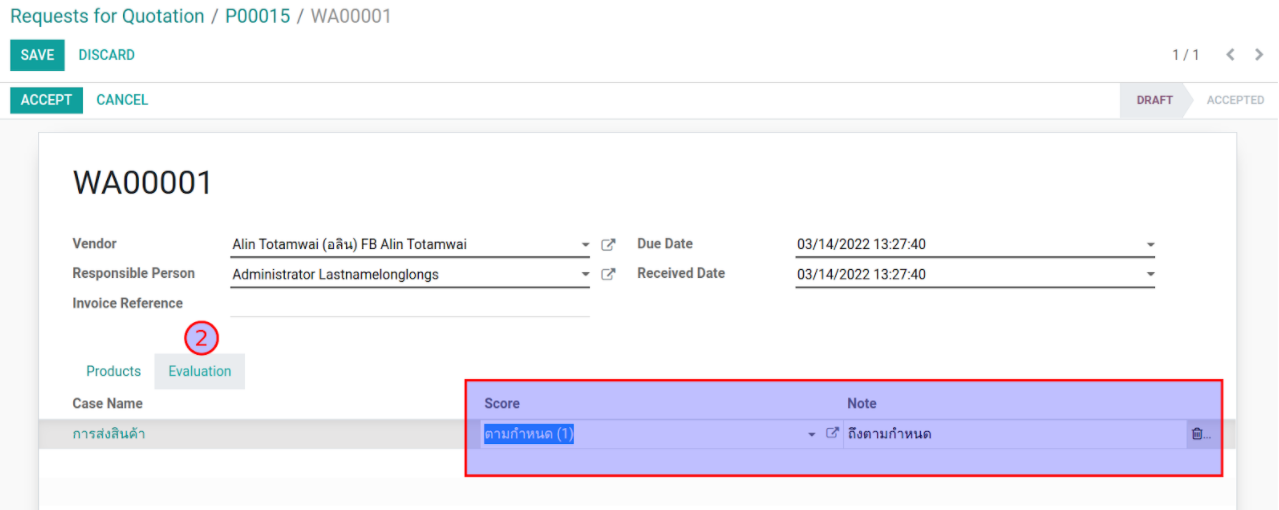 Requests for Quotation / P00015 / WA00001
SAVE DISCARD 1 / 1
ACCEPT CANCEL DRAFT ACCEPTED
WA00001
Vendor Alin Totamwai (อลิน) FB Alin Totamwai Due Date 03/14/2022 13:27:40
Responsible Person Administrator Lastnamelonglongs Received Date 03/14/2022 13:27:40
Invoice Reference
2
Products Evaluation
Case Name Score Note
การส่งสินค้า ตามกำหนด (1) ถึงตามกำหนด ...